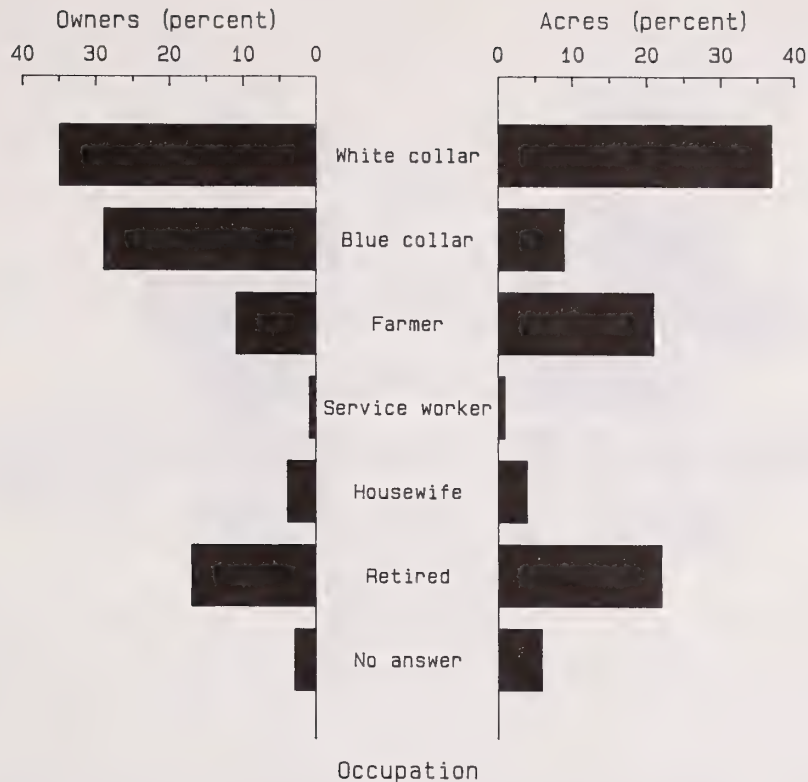 Owners (percent)
Acres (percent)
40 30 20 10 0
0 10 20 30 40
White collar
Blue collar
Farmer
Service worker
Housewife
Retired
No answer
Occupation